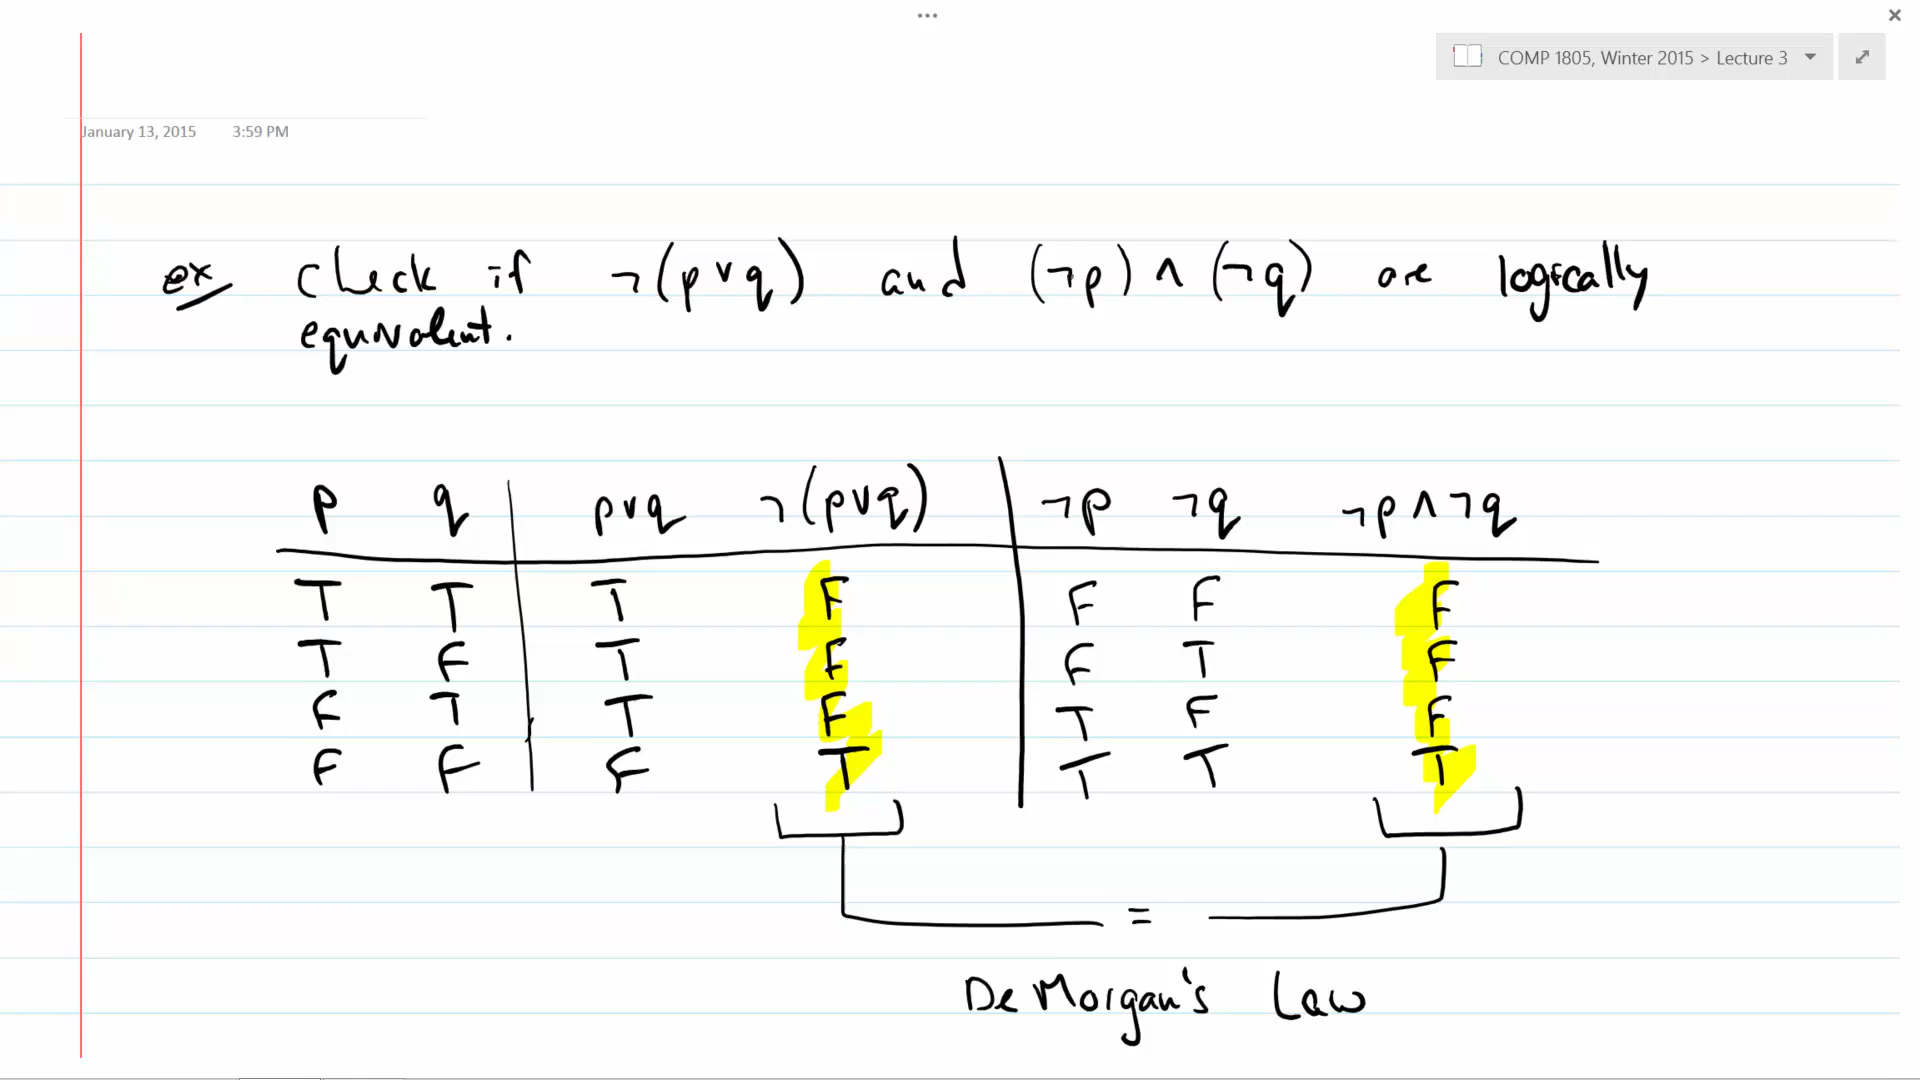 COMP 1805, Winter 2015 > Lecture 3
January 13, 2015 3:59 PM
ex check if ¬(p∨q) and (¬p)∧(¬q) are logically
equivalent.
p q p∨q ¬(p∨q) ¬p ¬q ¬p∧¬q
T T T F F F F
T F T F F T F
F T T F T F F
F F F T T T T
=
De Morgan's Law